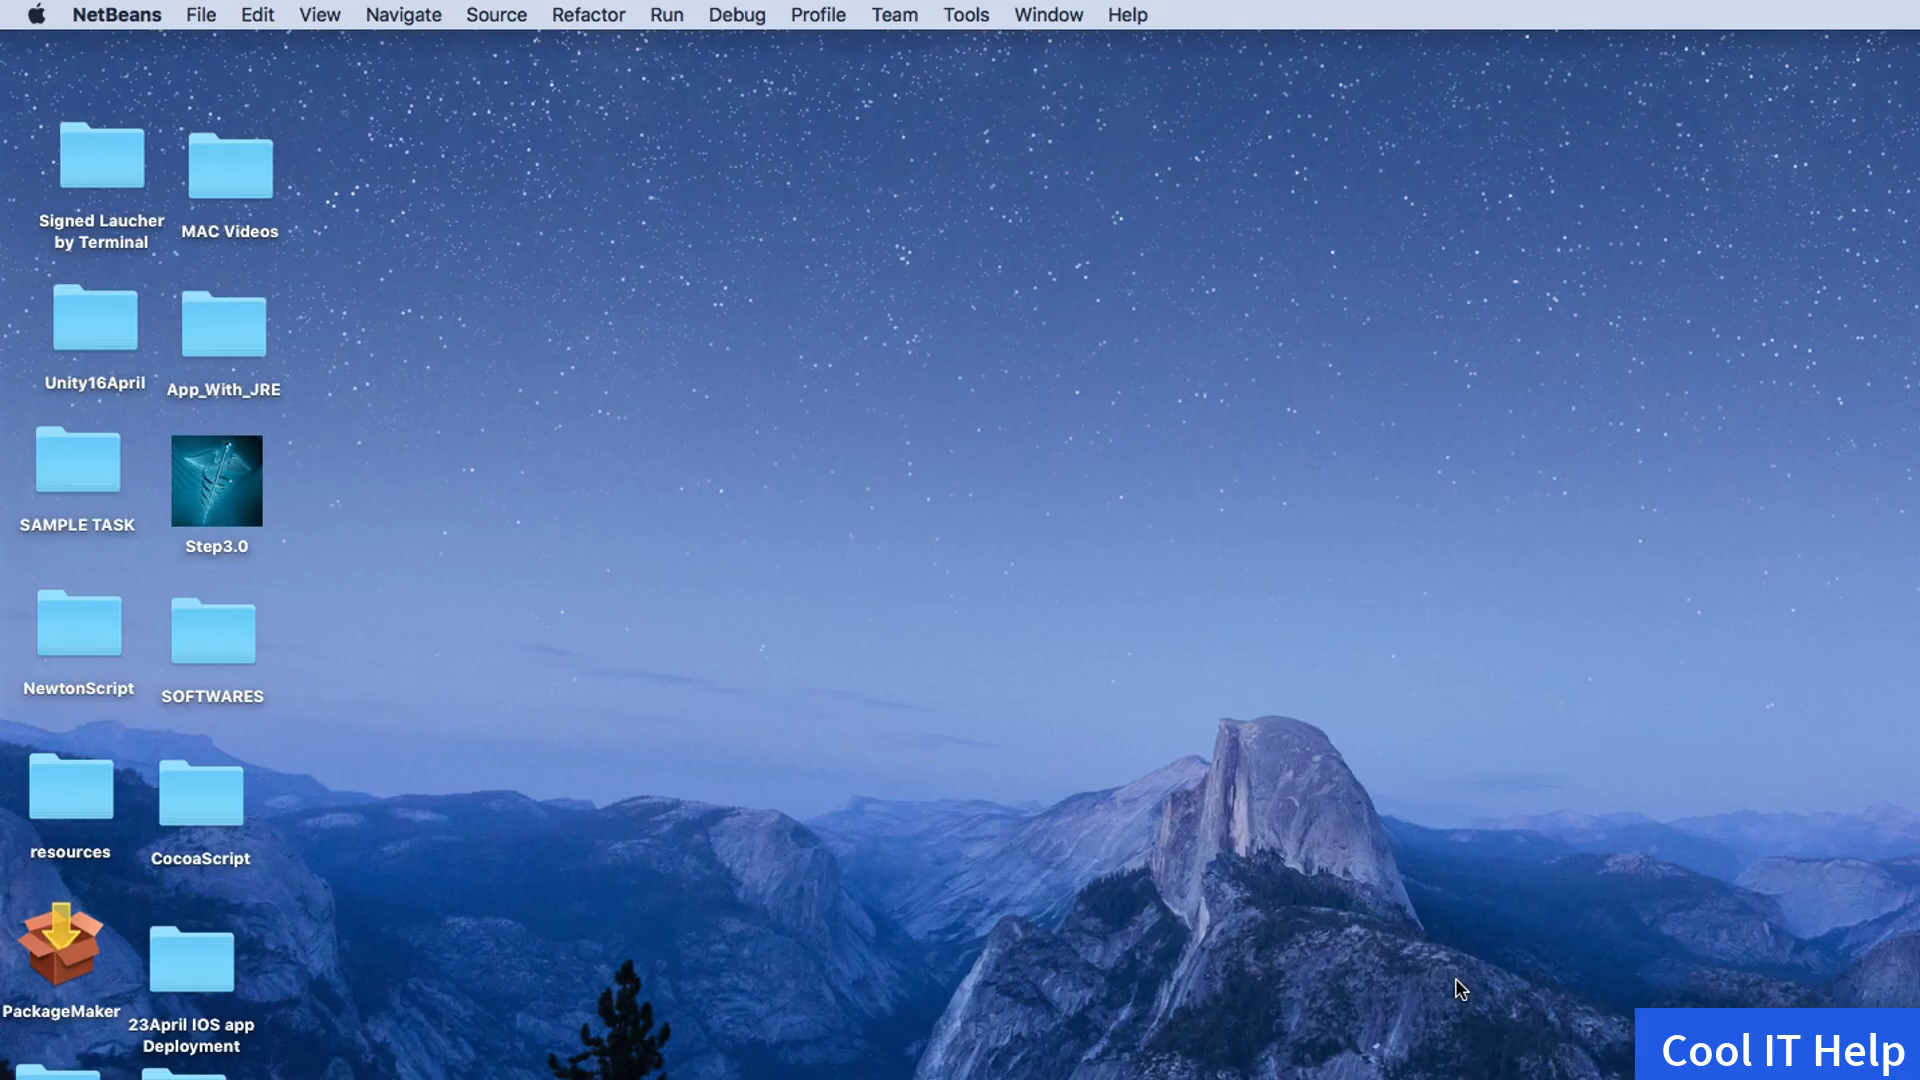 NetBeans File Edit View Navigate Source Refactor Run Debug Profile Team Tools Window Help
Signed Laucher
by Terminal
MAC Videos
Unity16April
App_With_JRE
SAMPLE TASK
Step3.0
NewtonScript
SOFTWARES
resources
CocoaScript
PackageMaker
23April IOS app
Deployment
Cool IT Help